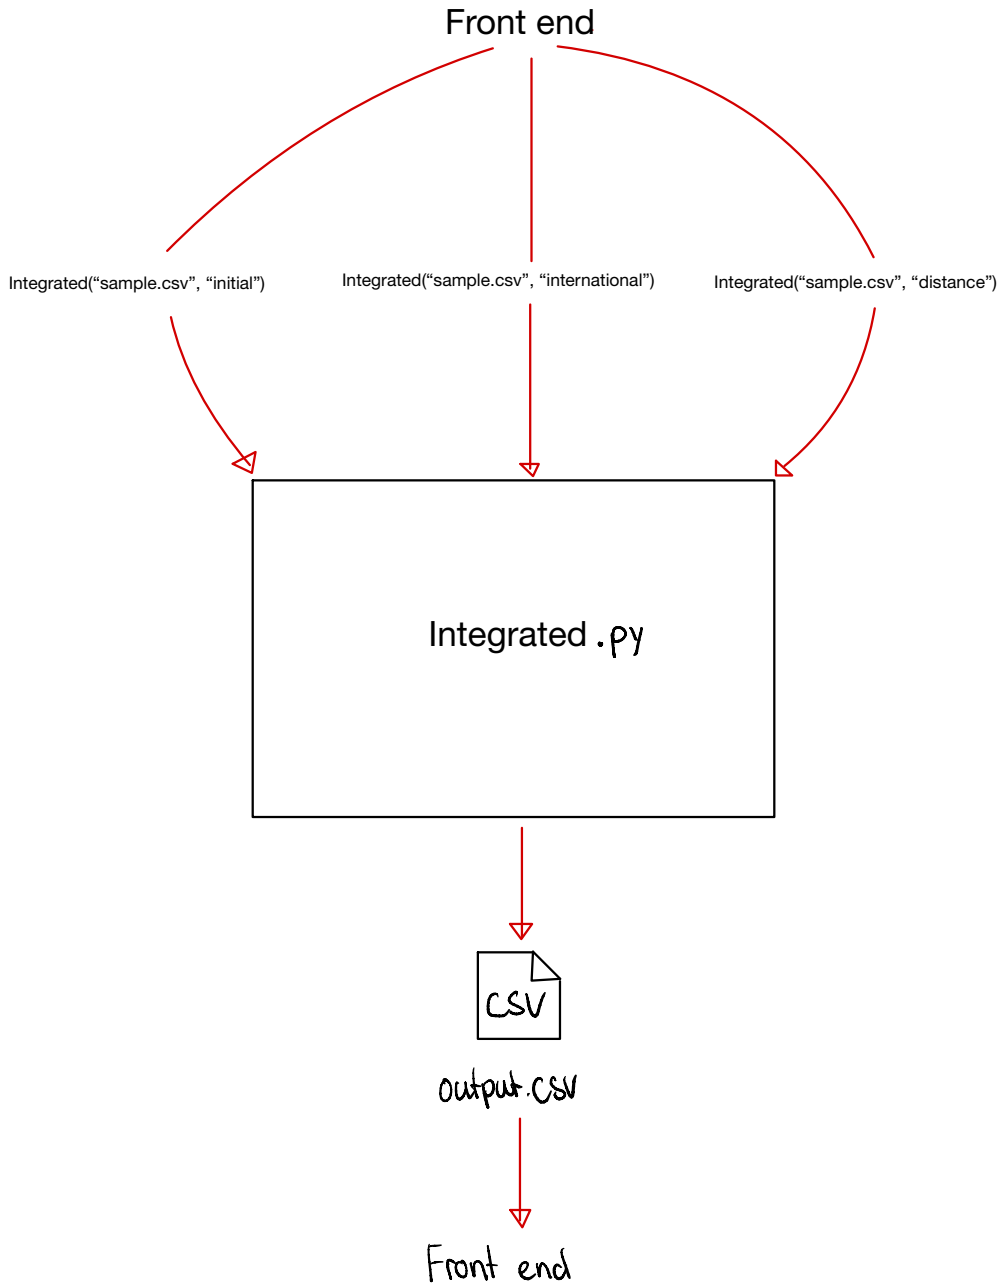 Front end
Integrated(“sample.csv”, “initial”)
Integrated(“sample.csv”, “international”)
Integrated(“sample.csv”, “distance”)
Integrated .py
CSV
output.csv
Front end